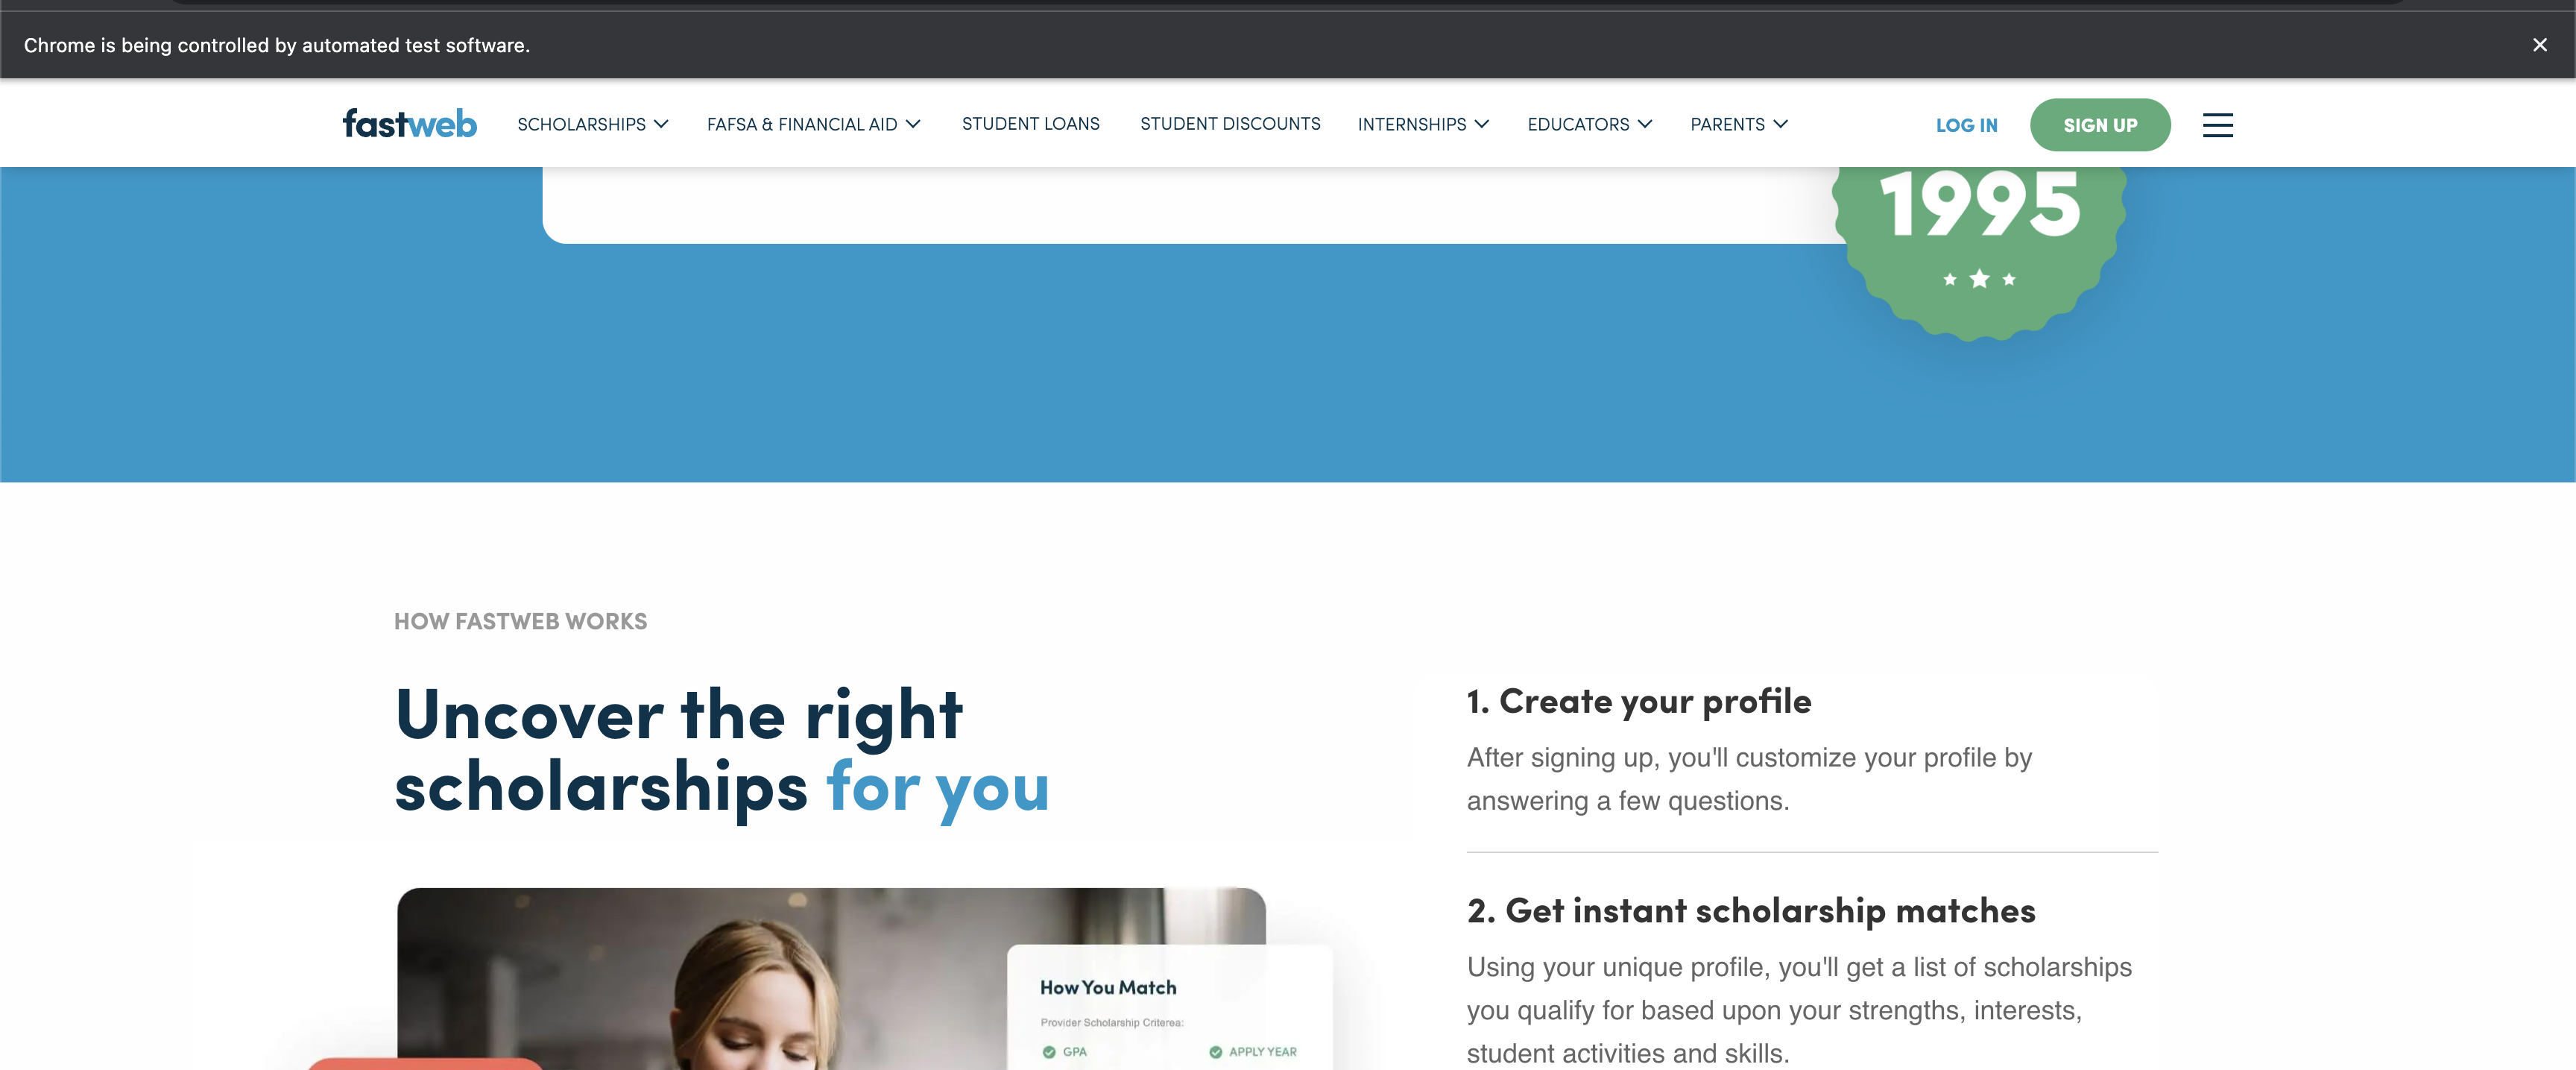 Chrome is being controlled by automated test software.
fastweb SCHOLARSHIPS FAFSA & FINANCIAL AID STUDENT LOANS STUDENT DISCOUNTS INTERNSHIPS EDUCATORS PARENTS LOG IN SIGN UP
1995
HOW FASTWEB WORKS
Uncover the right
scholarships for you
How You Match
Provider Scholarship Criterea:
GPA APPLY YEAR
1. Create your profile
After signing up, you'll customize your profile by
answering a few questions.
2. Get instant scholarship matches
Using your unique profile, you'll get a list of scholarships
you qualify for based upon your strengths, interests,
student activities and skills.